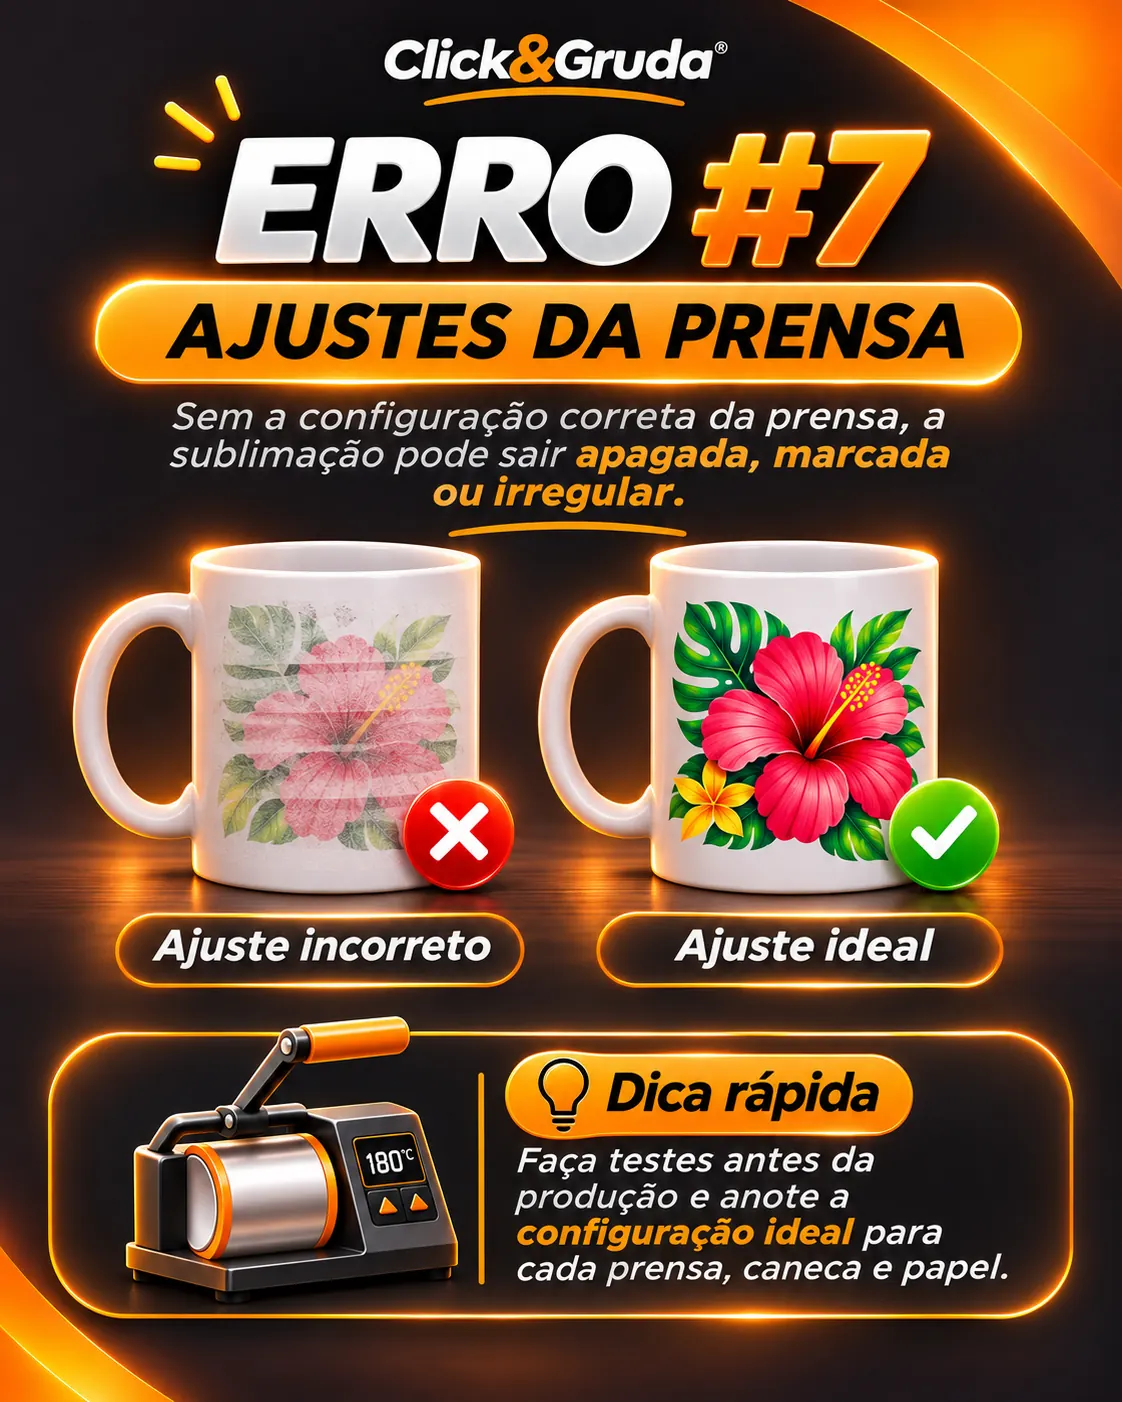 Click&Gruda®
ERRO #7
AJUSTES DA PRENSA
Sem a configuração correta da prensa, a
sublimação pode sair apagada, marcada
ou irregular.
Ajuste incorreto
Ajuste ideal
180°C
Dica rápida
Faça testes antes da
produção e anote a
configuração ideal para
cada prensa, caneca e papel.